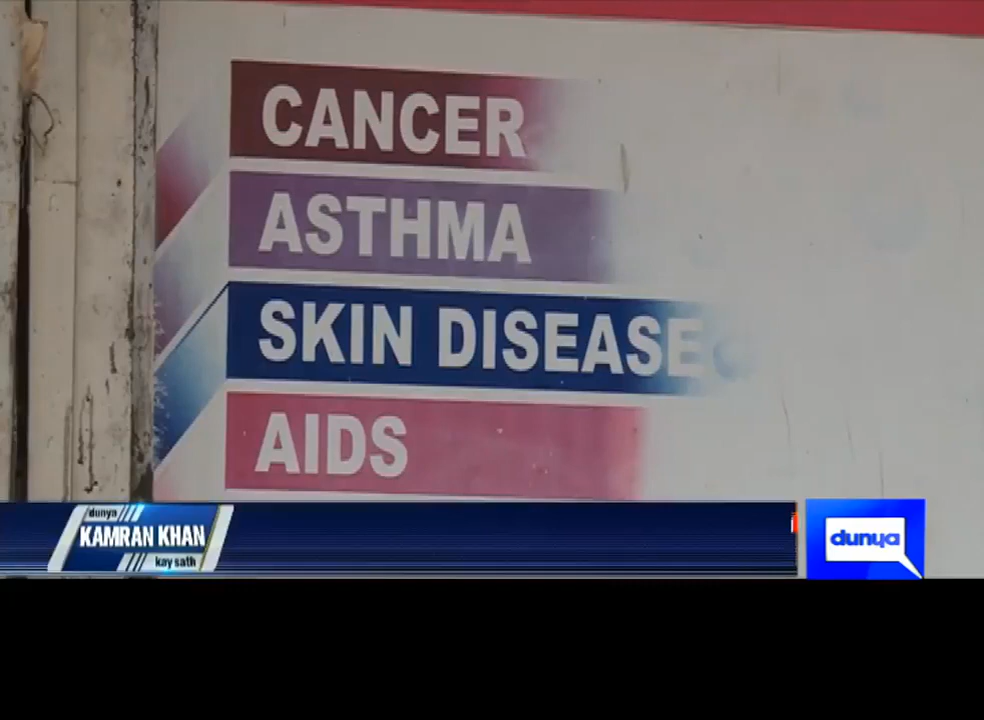 CANCER
ASTHMA
SKIN DISEASE
AIDS
dunya
KAMRAN KHAN
kay sath
dunya